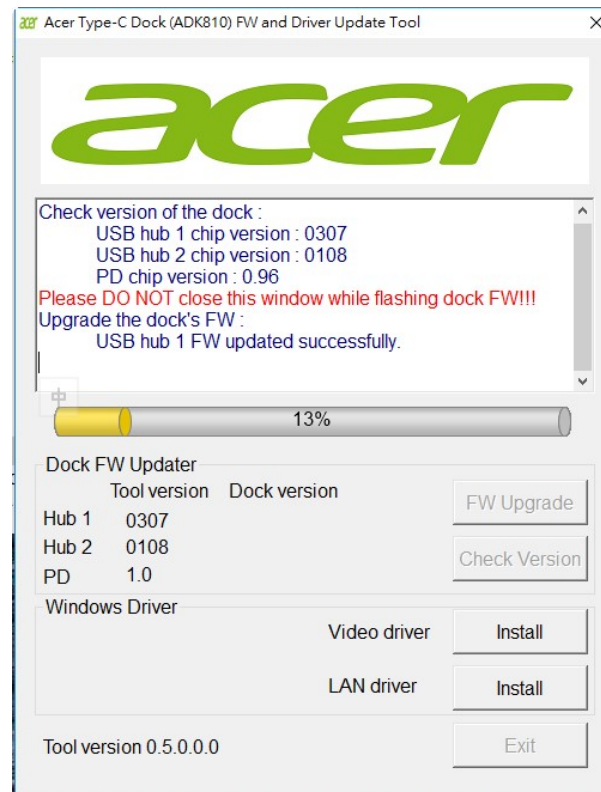 acer Acer Type-C Dock (ADK810) FW and Driver Update Tool
acer
Check version of the dock :
USB hub 1 chip version : 0307
USB hub 2 chip version : 0108
PD chip version : 0.96
Please DO NOT close this window while flashing dock FW!!!
Upgrade the dock's FW :
USB hub 1 FW updated successfully.
中
13%
Dock FW Updater
Tool version Dock version
FW Upgrade
Hub 1 0307
Hub 2 0108
Check Version
PD 1.0
Windows Driver
Video driver Install
LAN driver Install
Tool version 0.5.0.0.0 Exit